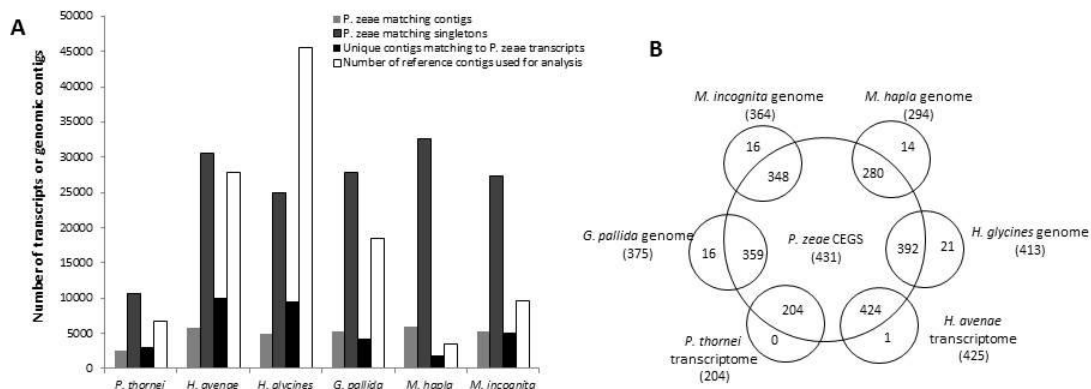 A
Number of transcripts or genomic contigs
50000
45000
40000
35000
30000
25000
20000
15000
10000
5000
0
P. zeae matching contigs
P. zeae matching singletons
Unique contigs matching to P. zeae transcripts
Number of reference contigs used for analysis
P. thornei
H. avenae
H. glycines
G. pallida
M. hapla
M. incognita
B
M. incognita genome
(364)
16
348
M. hapla genome
(294)
14
280
G. pallida genome
(375)
16
359
P. zeae CEGS
(431)
392
21
H. glycines genome
(413)
204
0
P. thornei
transcriptome
(204)
424
1
H. avenae
transcriptome
(425)